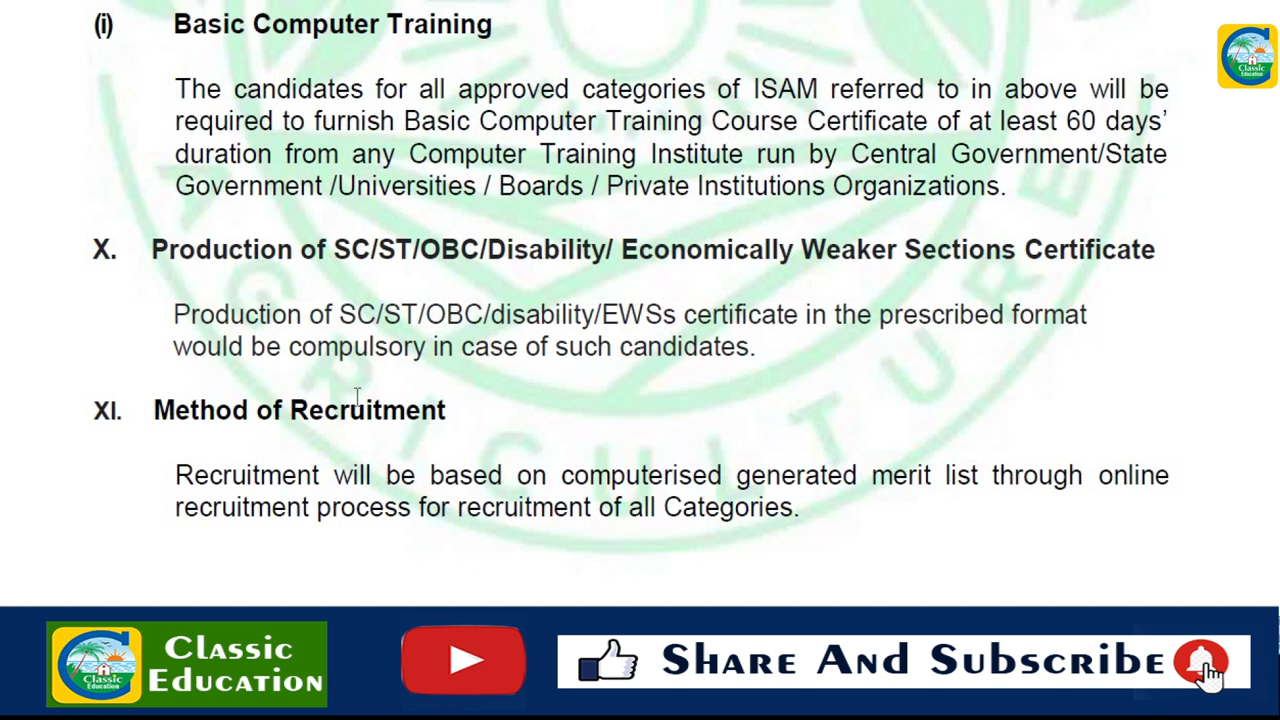 (i) Basic Computer Training
Classic
Education
The candidates for all approved categories of ISAM referred to in above will be
required to furnish Basic Computer Training Course Certificate of at least 60 days’
duration from any Computer Training Institute run by Central Government/State
Government /Universities / Boards / Private Institutions Organizations.
X. Production of SC/ST/OBC/Disability/ Economically Weaker Sections Certificate
Production of SC/ST/OBC/disability/EWSs certificate in the prescribed format
would be compulsory in case of such candidates.
XI. Method of Recruitment
Recruitment will be based on computerised generated merit list through online
recruitment process for recruitment of all Categories.
AGRICULTURE
Classic
Education
Classic
Education
Share And Subscribe